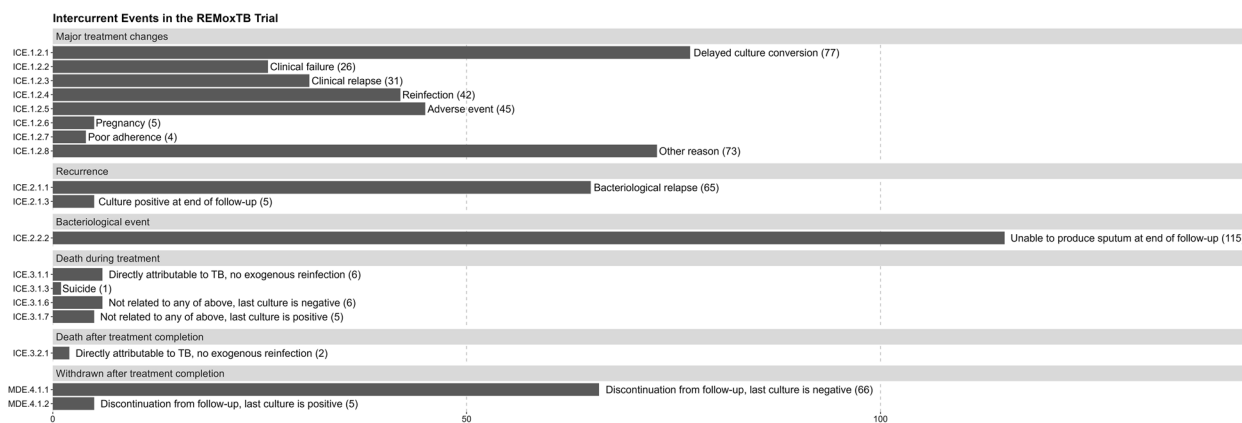 Intercurrent Events in the REMoxTB Trial
Major treatment changes
ICE.1.2.1 Delayed culture conversion (77)
ICE.1.2.2 Clinical failure (26)
ICE.1.2.3 Clinical relapse (31)
ICE.1.2.4 Reinfection (42)
ICE.1.2.5 Adverse event (45)
ICE.1.2.6 Pregnancy (5)
ICE.1.2.7 Poor adherence (4)
ICE.1.2.8 Other reason (73)
Recurrence
ICE.2.1.1 Bacteriological relapse (65)
ICE.2.1.3 Culture positive at end of follow-up (5)
Bacteriological event
ICE.2.2.2 Unable to produce sputum at end of follow-up (115
Death during treatment
ICE.3.1.1 Directly attributable to TB, no exogenous reinfection (6)
ICE.3.1.3 Suicide (1)
ICE.3.1.6 Not related to any of above, last culture is negative (6)
ICE.3.1.7 Not related to any of above, last culture is positive (5)
Death after treatment completion
ICE.3.2.1 Directly attributable to TB, no exogenous reinfection (2)
Withdrawn after treatment completion
MDE.4.1.1 Discontinuation from follow-up, last culture is negative (66)
MDE.4.1.2 Discontinuation from follow-up, last culture is positive (5)
0 50 100